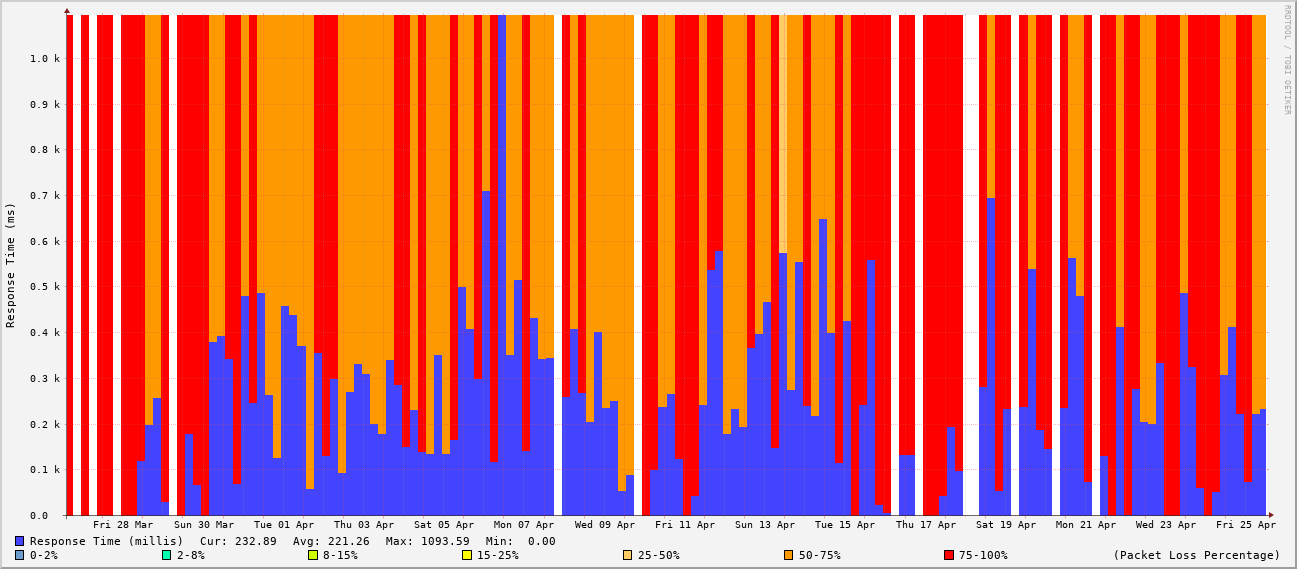 RRDTOOL / TOBI OETIKER
Response Time (ms)
1.0 k
0.9 k
0.8 k
0.7 k
0.6 k
0.5 k
0.4 k
0.3 k
0.2 k
0.1 k
0.0
Fri 28 Mar Sun 30 Mar Tue 01 Apr Thu 03 Apr Sat 05 Apr Mon 07 Apr Wed 09 Apr Fri 11 Apr Sun 13 Apr Tue 15 Apr Thu 17 Apr Sat 19 Apr Mon 21 Apr Wed 23 Apr Fri 25 Apr
Response Time (millis) Cur: 232.89 Avg: 221.26 Max: 1093.59 Min: 0.00
0-2% 2-8% 8-15% 15-25% 25-50% 50-75% 75-100% (Packet Loss Percentage)